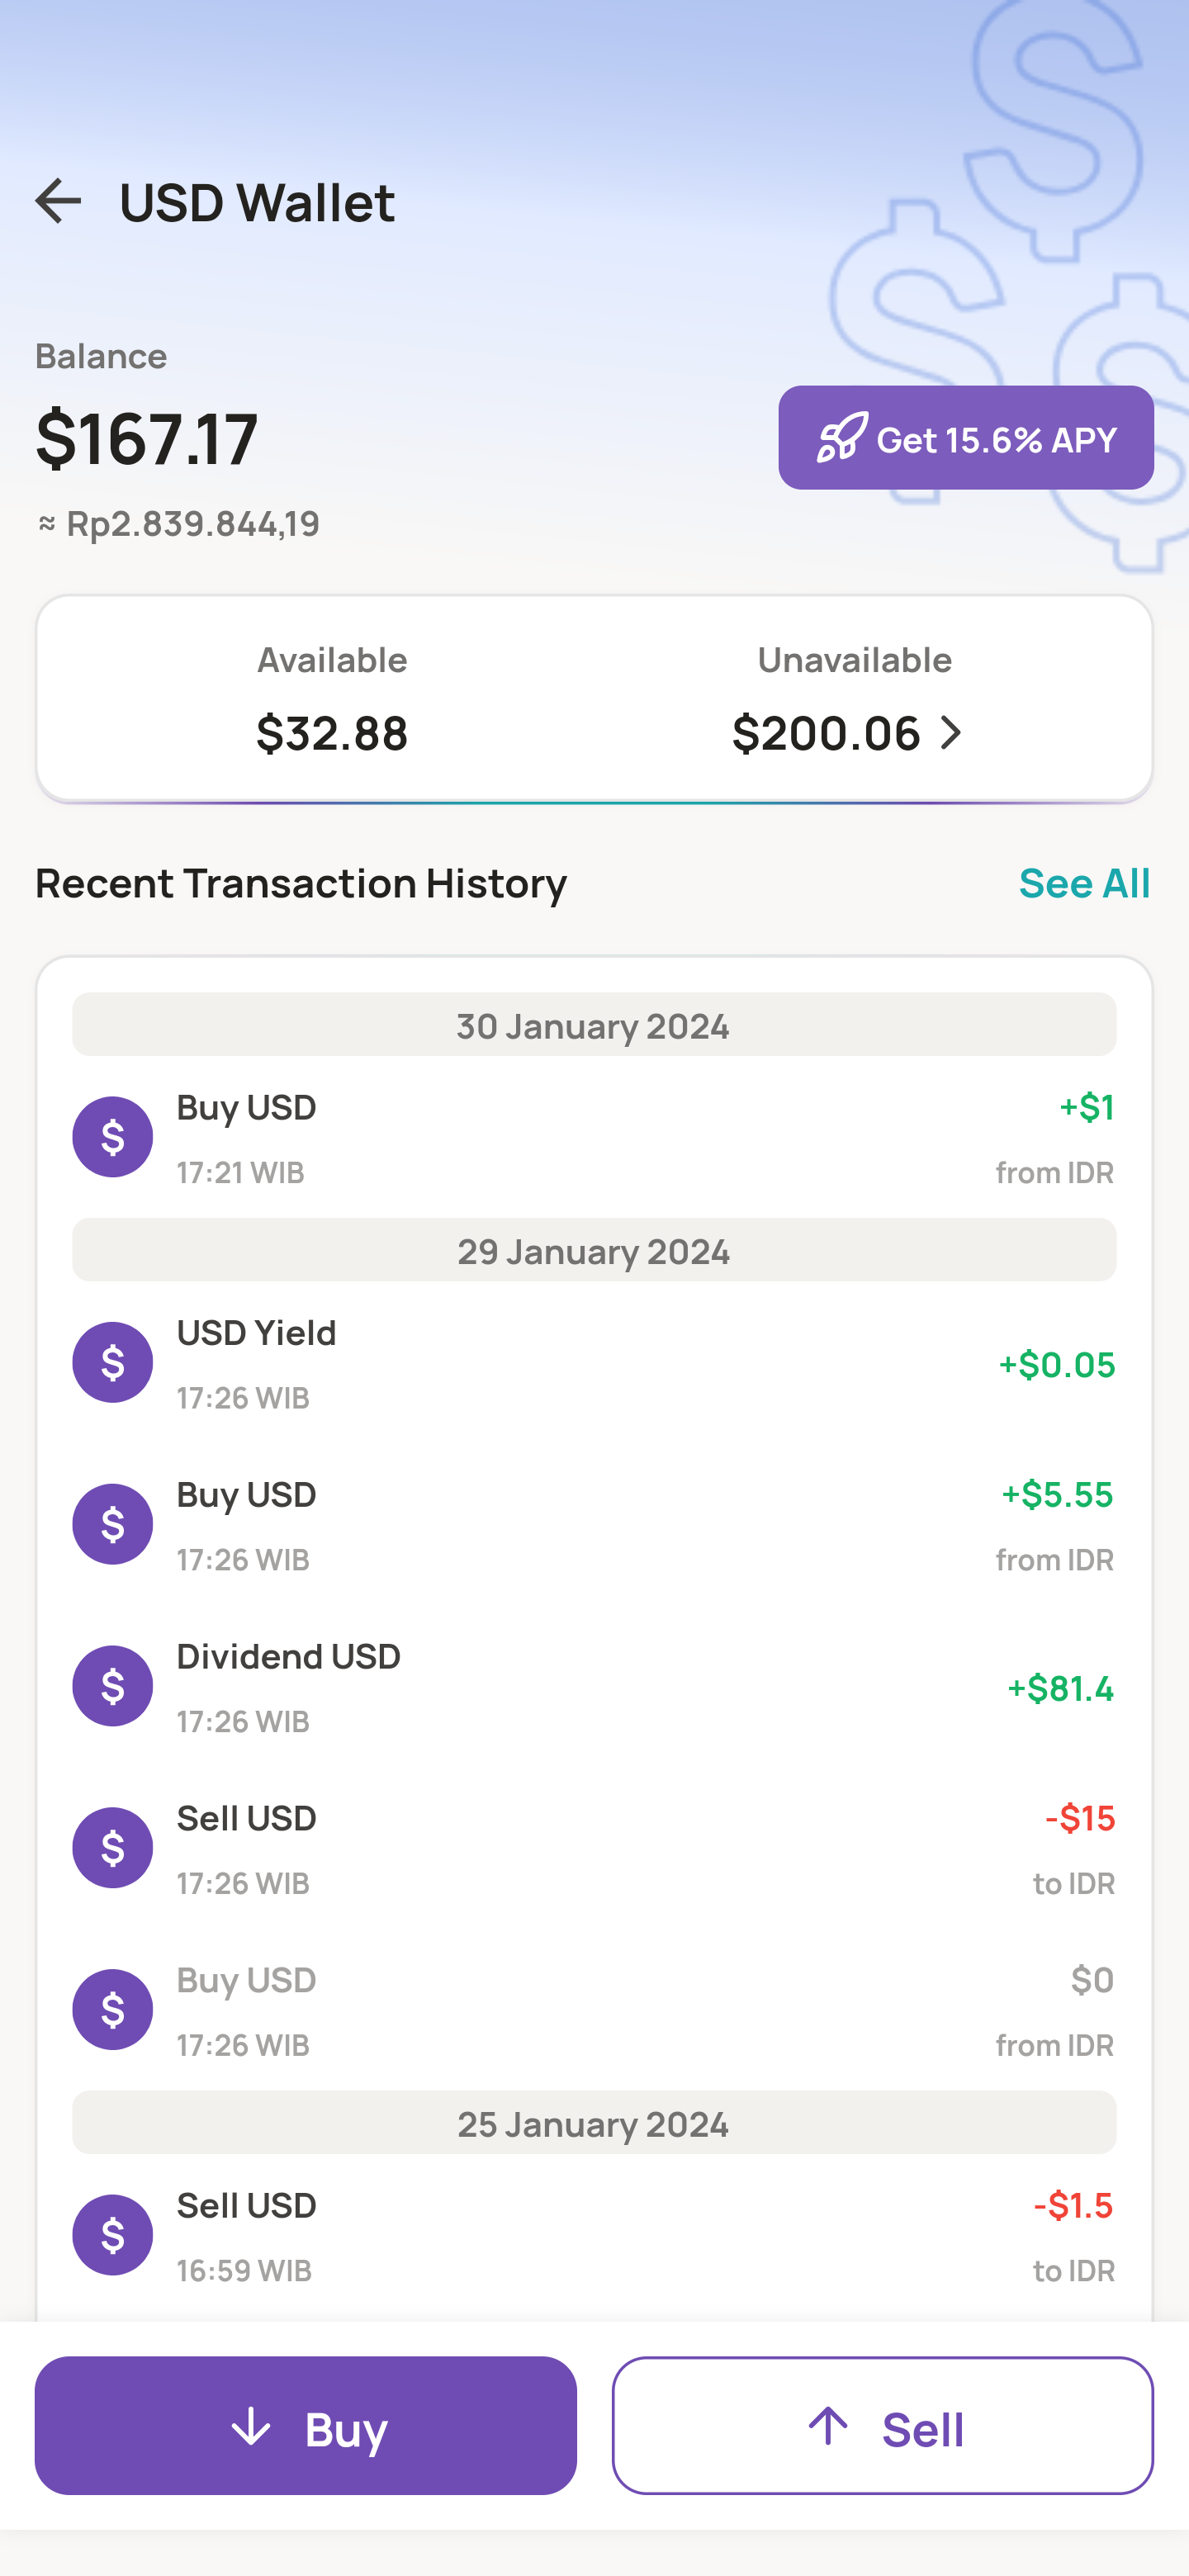 USD Wallet
Balance
$167.17
Get 15.6% APY
≈ Rp2.839.844,19
Available
Unavailable
$32.88
$200.06
Recent Transaction History
See All
30 January 2024
Buy USD
+$1
17:21 WIB
from IDR
29 January 2024
USD Yield
+$0.05
17:26 WIB
Buy USD
+$5.55
17:26 WIB
from IDR
Dividend USD
+$81.4
17:26 WIB
Sell USD
-$15
17:26 WIB
to IDR
Buy USD
$0
17:26 WIB
from IDR
25 January 2024
Sell USD
-$1.5
16:59 WIB
to IDR
Buy
Sell